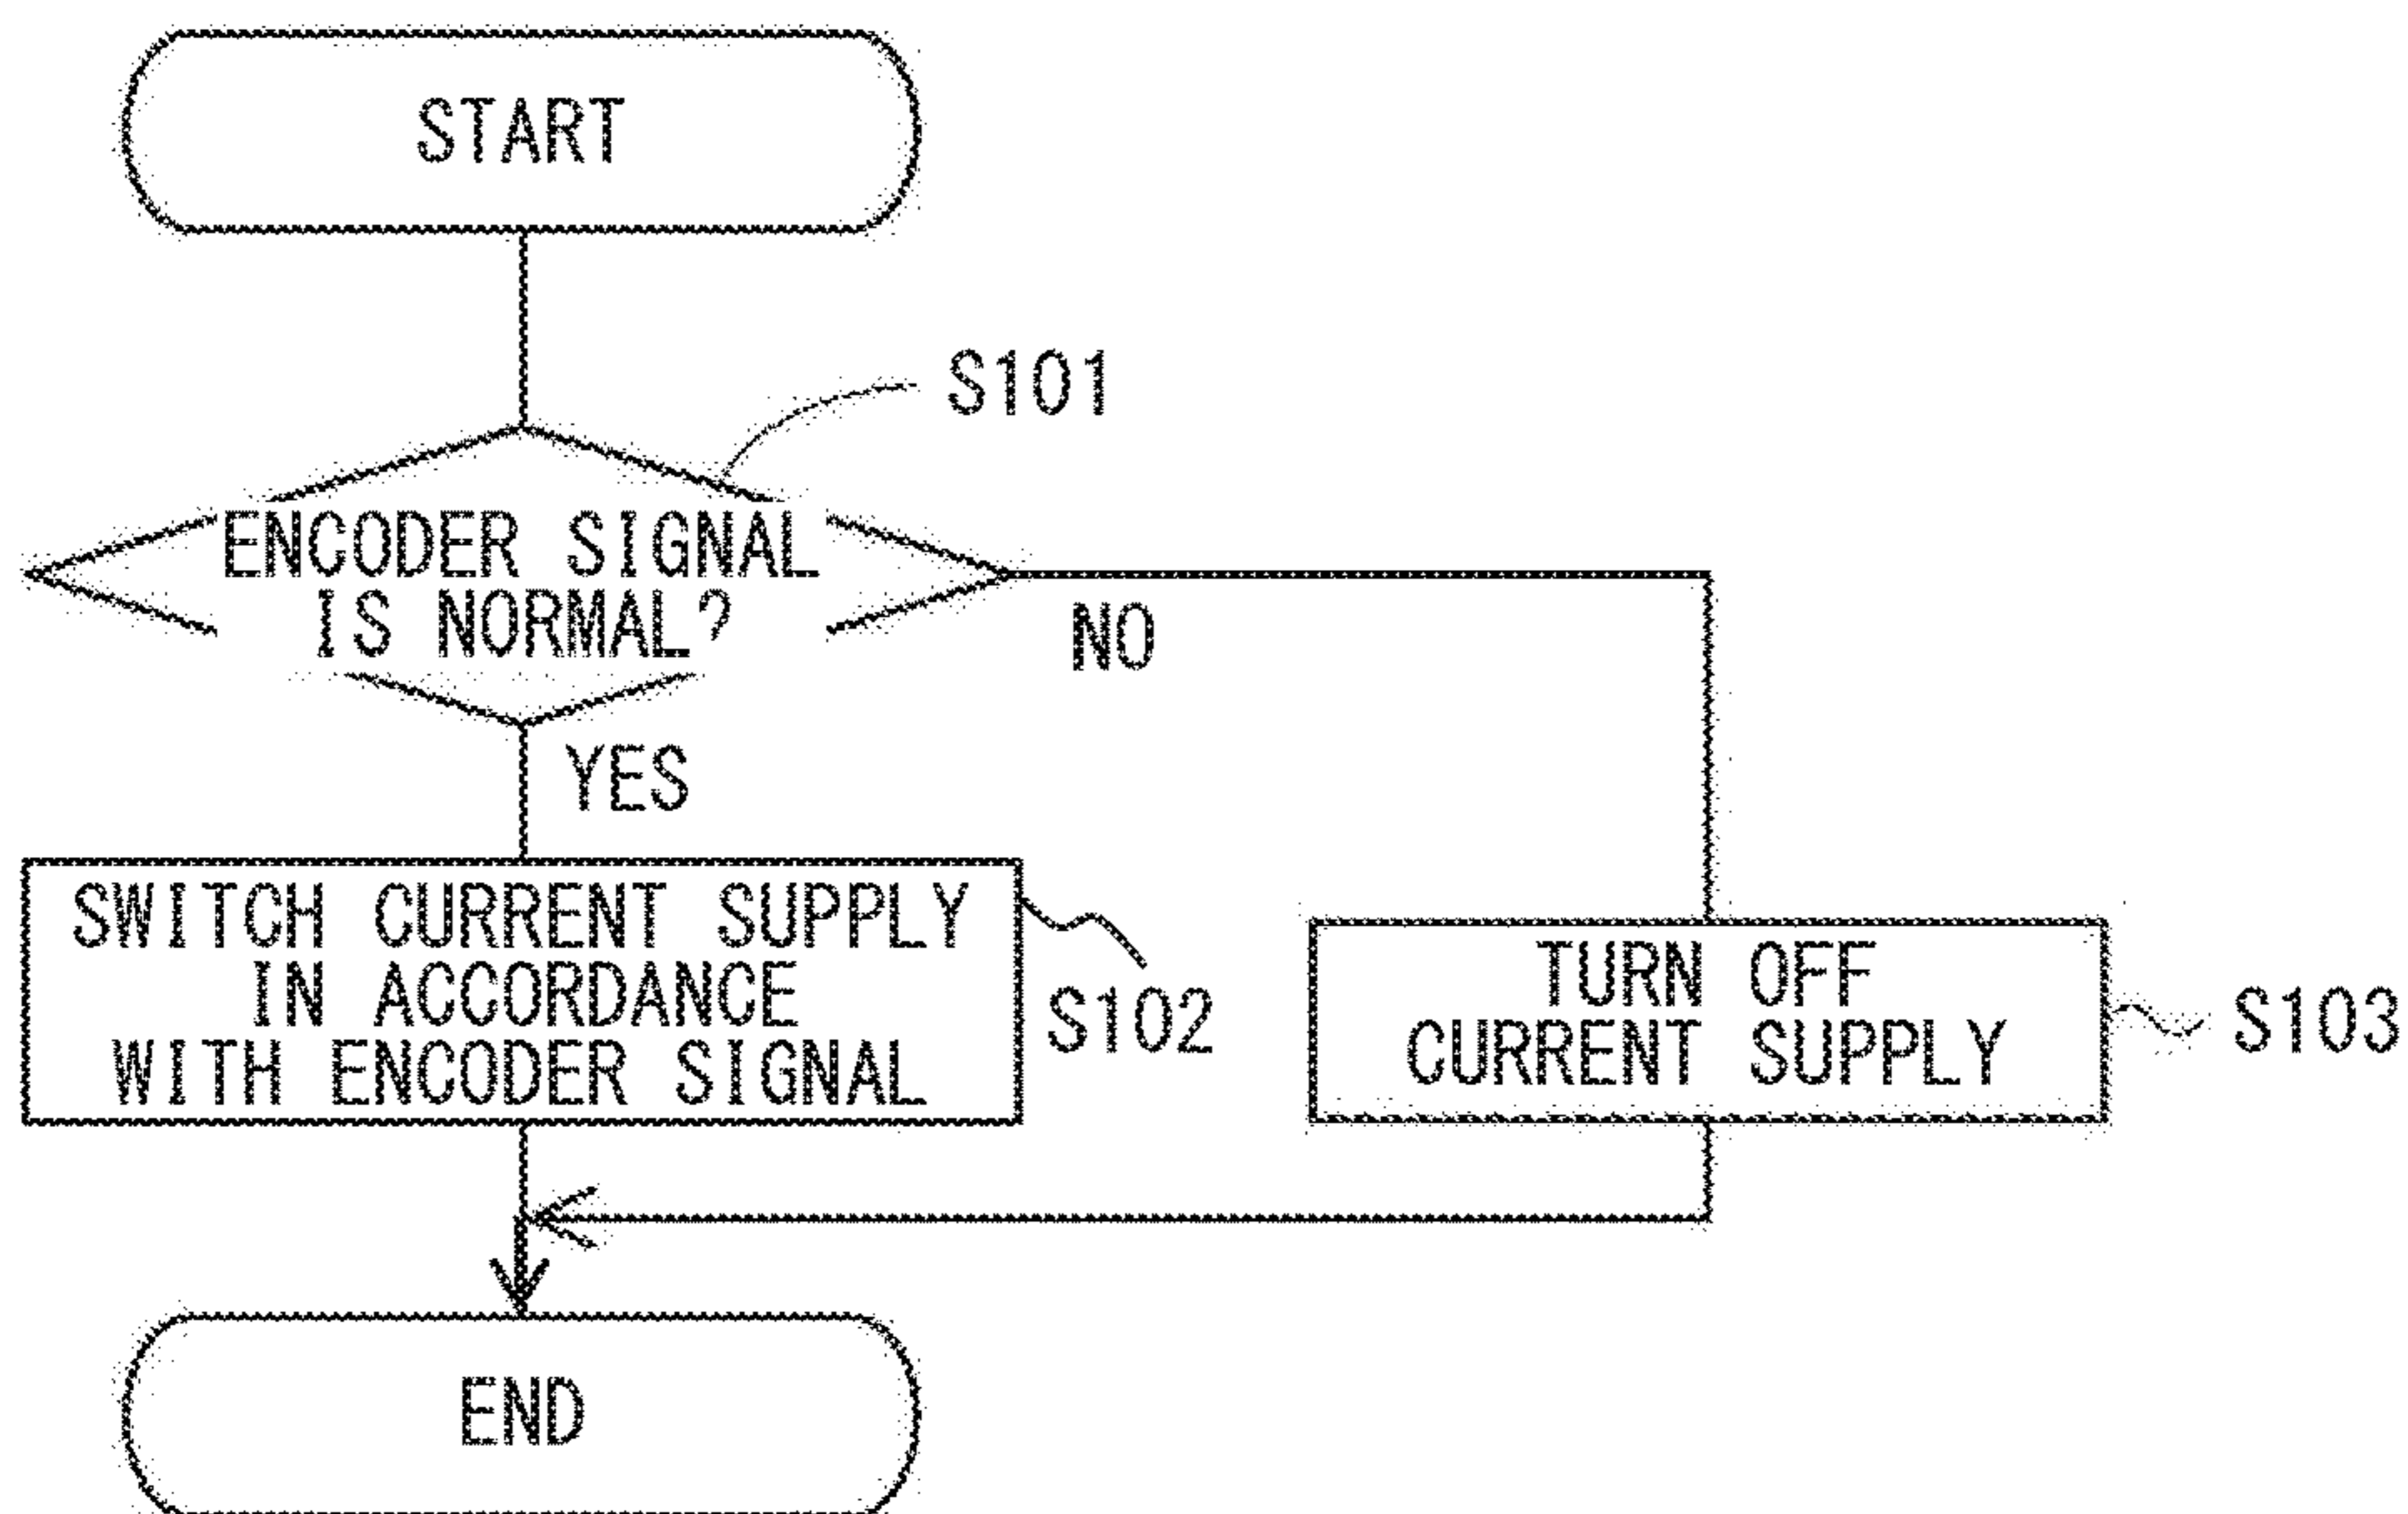 START
S101
ENCODER SIGNAL
IS NORMAL?
NO
YES
SWITCH CURRENT SUPPLY
IN ACCORDANCE
WITH ENCODER SIGNAL
S102
TURN OFF
CURRENT SUPPLY
S103
END